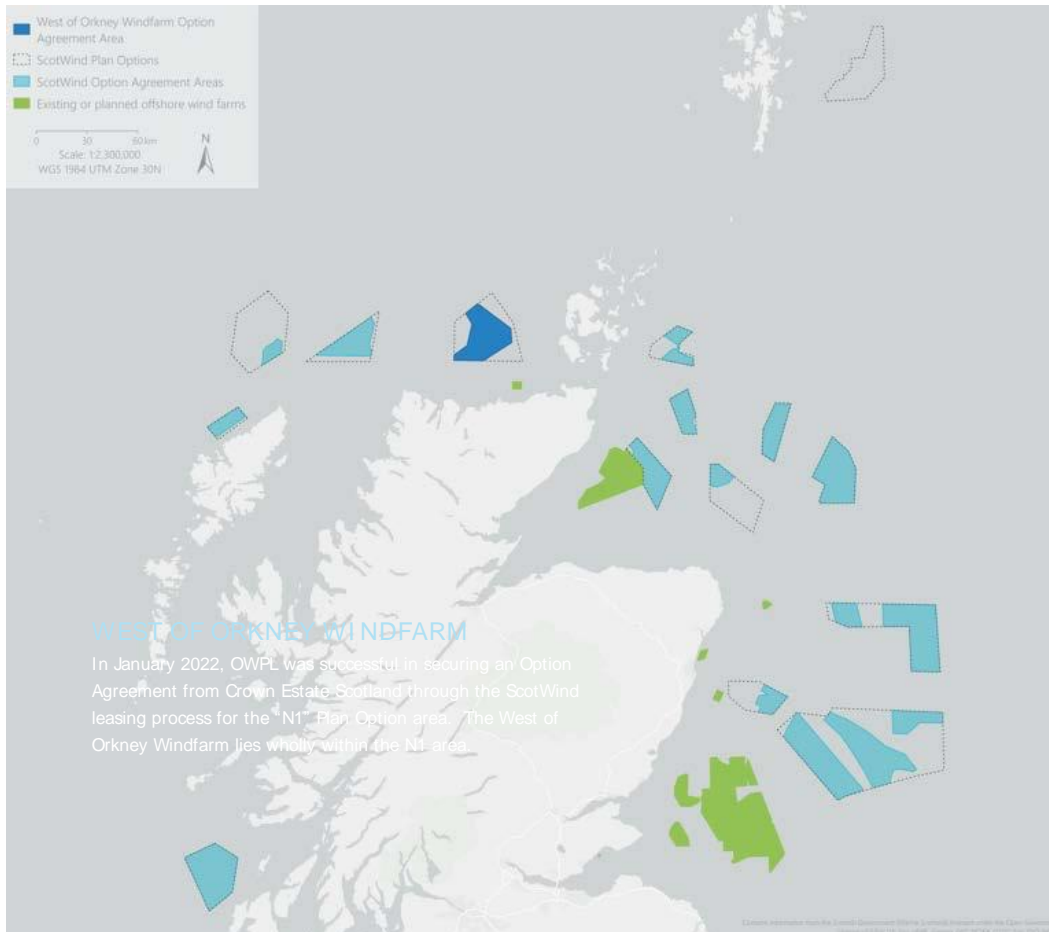 West of Orkney Windfarm Option
Agreement Area
ScotWind Plan Options
ScotWind Option Agreement Areas
Existing or planned offshore wind farms
0 30 60 km
N
Scale: 1:2,300,000
WGS 1984 UTM Zone 30N
WEST OF ORKNEY WINDFARM
In January 2022, OWPL was successful in securing an Option
Agreement from Crown Estate Scotland through the ScotWind
leasing process for the "N1" Plan Option area. The West of
Orkney Windfarm lies wholly within the N1 area.